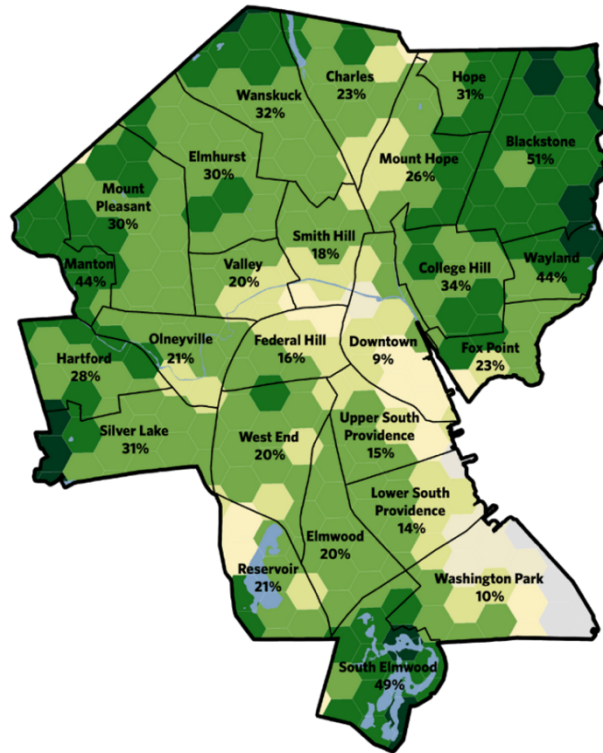 Charles
23%
Hope
31%
Wanskuck
32%
Blackstone
51%
Elmhurst
30%
Mount Hope
26%
Mount
Pleasant
30%
Smith Hill
18%
Manton
44%
Valley
20%
College Hill
34%
Wayland
44%
Olneyville
21%
Federal Hill
16%
Downtown
9%
Fox Point
23%
Hartford
28%
Silver Lake
31%
West End
20%
Upper South
Providence
15%
Lower South
Providence
14%
Elmwood
20%
Reservoir
21%
Washington Park
10%
South Elmwood
49%